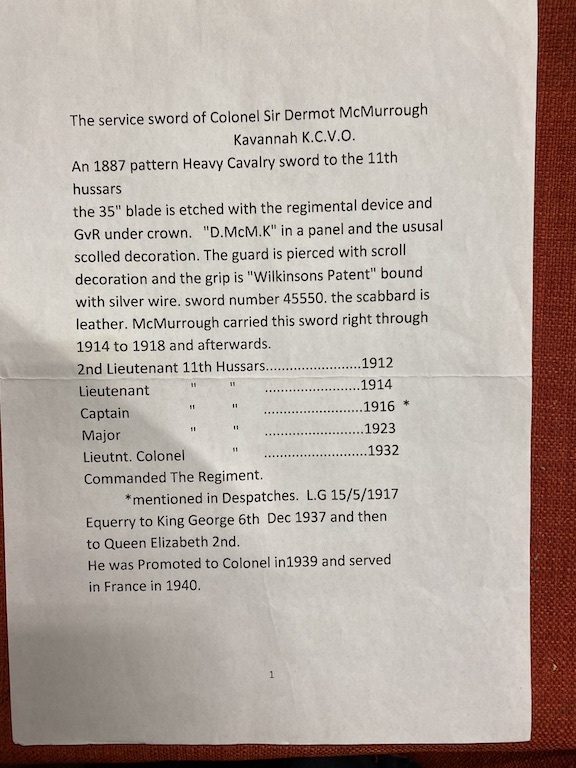 The service sword of Colonel Sir Dermot McMurrough
Kavannah K.C.V.O.
An 1887 pattern Heavy Cavalry sword to the 11th
hussars
the 35" blade is etched with the regimental device and
GvR under crown. "D.McM.K" in a panel and the ususal
scolled decoration. The guard is pierced with scroll
decoration and the grip is "Wilkinsons Patent" bound
with silver wire. sword number 45550. the scabbard is
leather. McMurrough carried this sword right through
1914 to 1918 and afterwards.
2nd Lieutenant 11th Hussars.......................1912
Lieutenant " " .......................1914
Captain " " ........................1916 *
Major " " ........................1923
Lieutnt. Colonel " .........................1932
Commanded The Regiment.
*mentioned in Despatches. L.G 15/5/1917
Equerry to King George 6th Dec 1937 and then
to Queen Elizabeth 2nd.
He was Promoted to Colonel in1939 and served
in France in 1940.
1